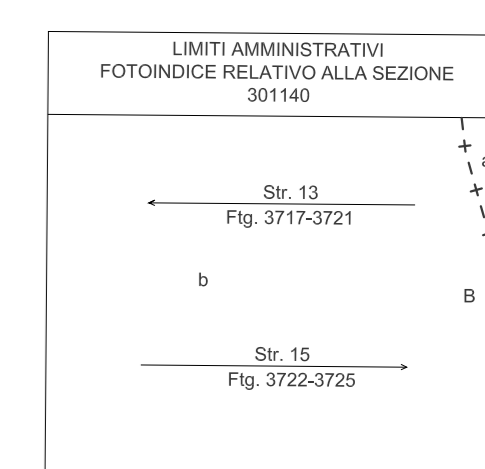 LIMITI AMMINISTRATIVI
FOTOINDICE RELATIVO ALLA SEZIONE
301140
Str. 13
Ftg. 3717-3721
b
B
Str. 15
Ftg. 3722-3725